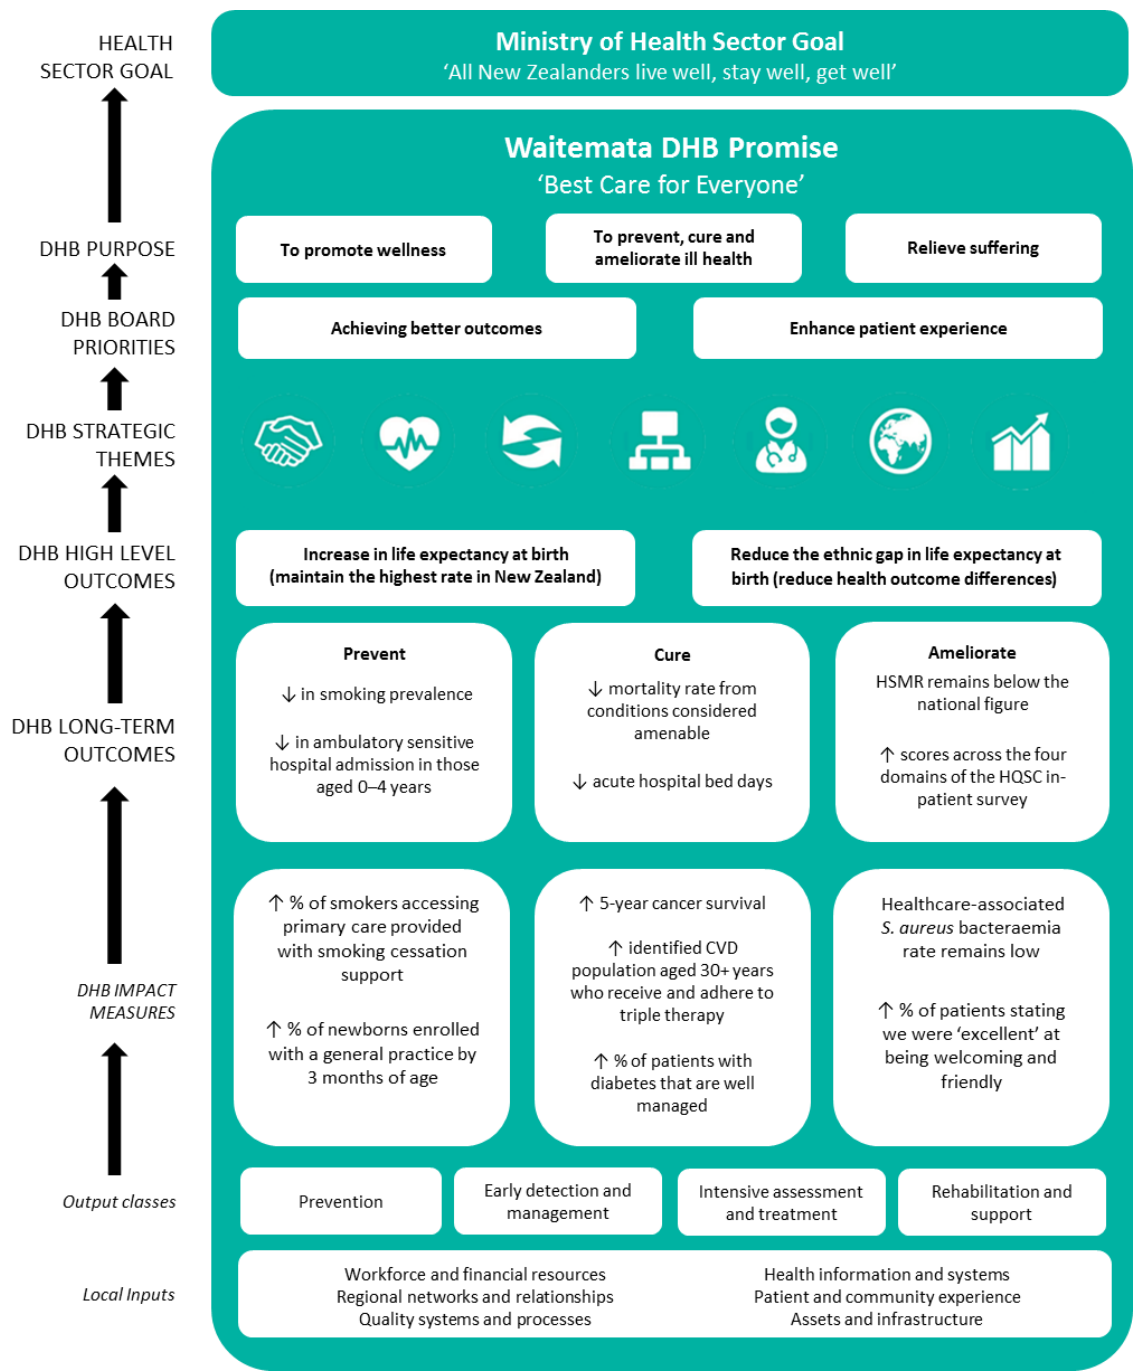 HEALTH
SECTOR GOAL
Ministry of Health Sector Goal
‘All New Zealanders live well, stay well, get well’
Waitemata DHB Promise
‘Best Care for Everyone’
DHB PURPOSE
To promote wellness
To prevent, cure and
ameliorate ill health
Relieve suffering
DHB BOARD
PRIORITIES
Achieving better outcomes
Enhance patient experience
DHB STRATEGIC
THEMES
DHB HIGH LEVEL
OUTCOMES
Increase in life expectancy at birth
(maintain the highest rate in New Zealand)
Reduce the ethnic gap in life expectancy at
birth (reduce health outcome differences)
DHB LONG-TERM
OUTCOMES
Prevent
↓ in smoking prevalence
↓ in ambulatory sensitive
hospital admission in those
aged 0–4 years
Cure
↓ mortality rate from
conditions considered
amenable
↓ acute hospital bed days
Ameliorate
HSMR remains below the
national figure
↑ scores across the four
domains of the HQSC in-
patient survey
DHB IMPACT
MEASURES
↑ % of smokers accessing
primary care provided
with smoking cessation
support
↑ % of newborns enrolled
with a general practice by
3 months of age
↑ 5-year cancer survival
↑ identified CVD
population aged 30+ years
who receive and adhere to
triple therapy
↑ % of patients with
diabetes that are well
managed
Healthcare-associated
S. aureus bacteraemia
rate remains low
↑ % of patients stating
we were ‘excellent’ at
being welcoming and
friendly
Output classes
Prevention
Early detection and
management
Intensive assessment
and treatment
Rehabilitation and
support
Local Inputs
Workforce and financial resources
Regional networks and relationships
Quality systems and processes
Health information and systems
Patient and community experience
Assets and infrastructure